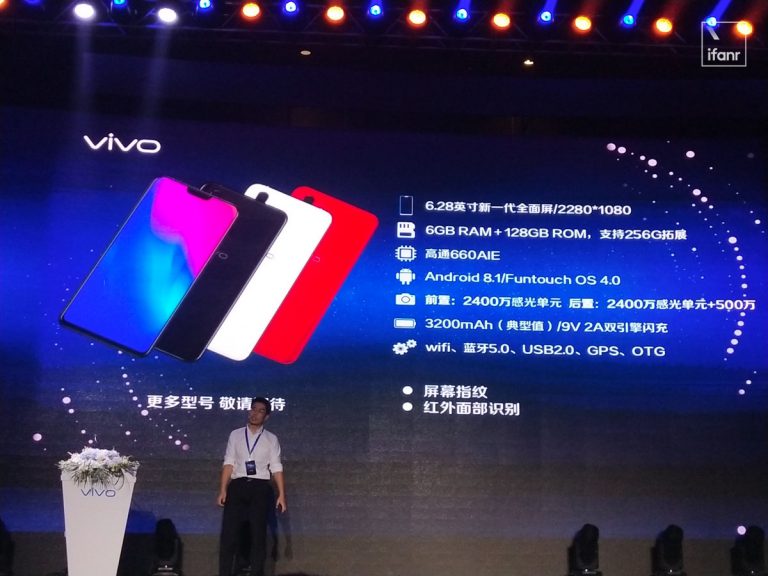 ifanr
vivo
6.28英寸新一代全面屏/2280*1080
6GB RAM+128GB ROM，支持256G拓展
高通660AIE
Android 8.1/Funtouch OS 4.0
前置：2400万感光单元 后置：2400万感光单元+500万
3200mAh（典型值）/9V 2A双引擎闪充
wifi、蓝牙5.0、USB2.0、GPS、OTG
屏幕指纹
红外面部识别
更多型号 敬请 待
vivo